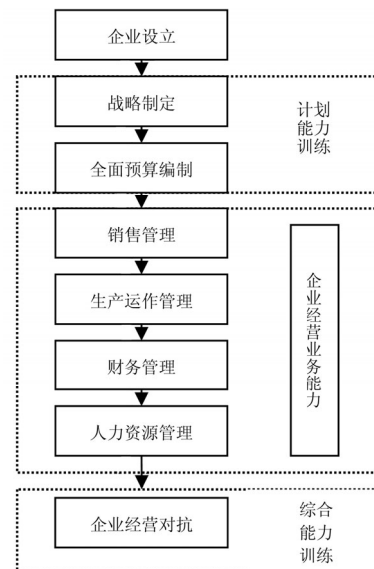 企业设立
战略制定
计划
能力
训练
全面预算编制
销售管理
生产运作管理
财务管理
人力资源管理
企业经营业务能力
企业经营对抗
综合
能力
训练